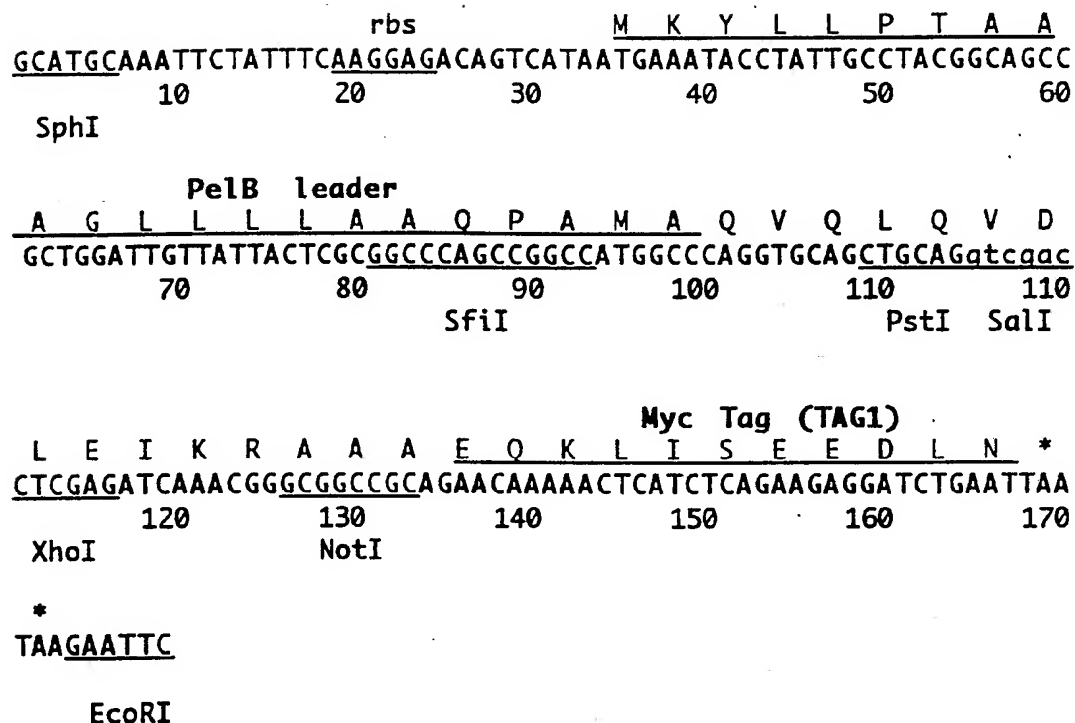 rbs M K Y L L P T A A
GCATGCAAATTCTATTTCAAGGAGACAGTCATAATGAAATACCTATTGCCTACGGCAGCC
10 20 30 40 50 60
SphI
PelB leader
A G L L L L A A Q P A M A Q V Q L Q V D
GCTGGATTGTTATTACTCGCGGCCCAGCCGGCCATGGCCCAGGTGCAGCTGCAGgtcgac
70 80 90 100 110 110
SfiI PstI SalI
Myc Tag (TAG1)
L E I K R A A A E Q K L I S E E D L N *
CTCGAGATCAAACGGGCGGCCGCAGAACAAAAACTCATCTCAGAAGAGGATCTGAATTAA
120 130 140 150 160 170
XhoI NotI
*
TAAGAATTC
EcoRI